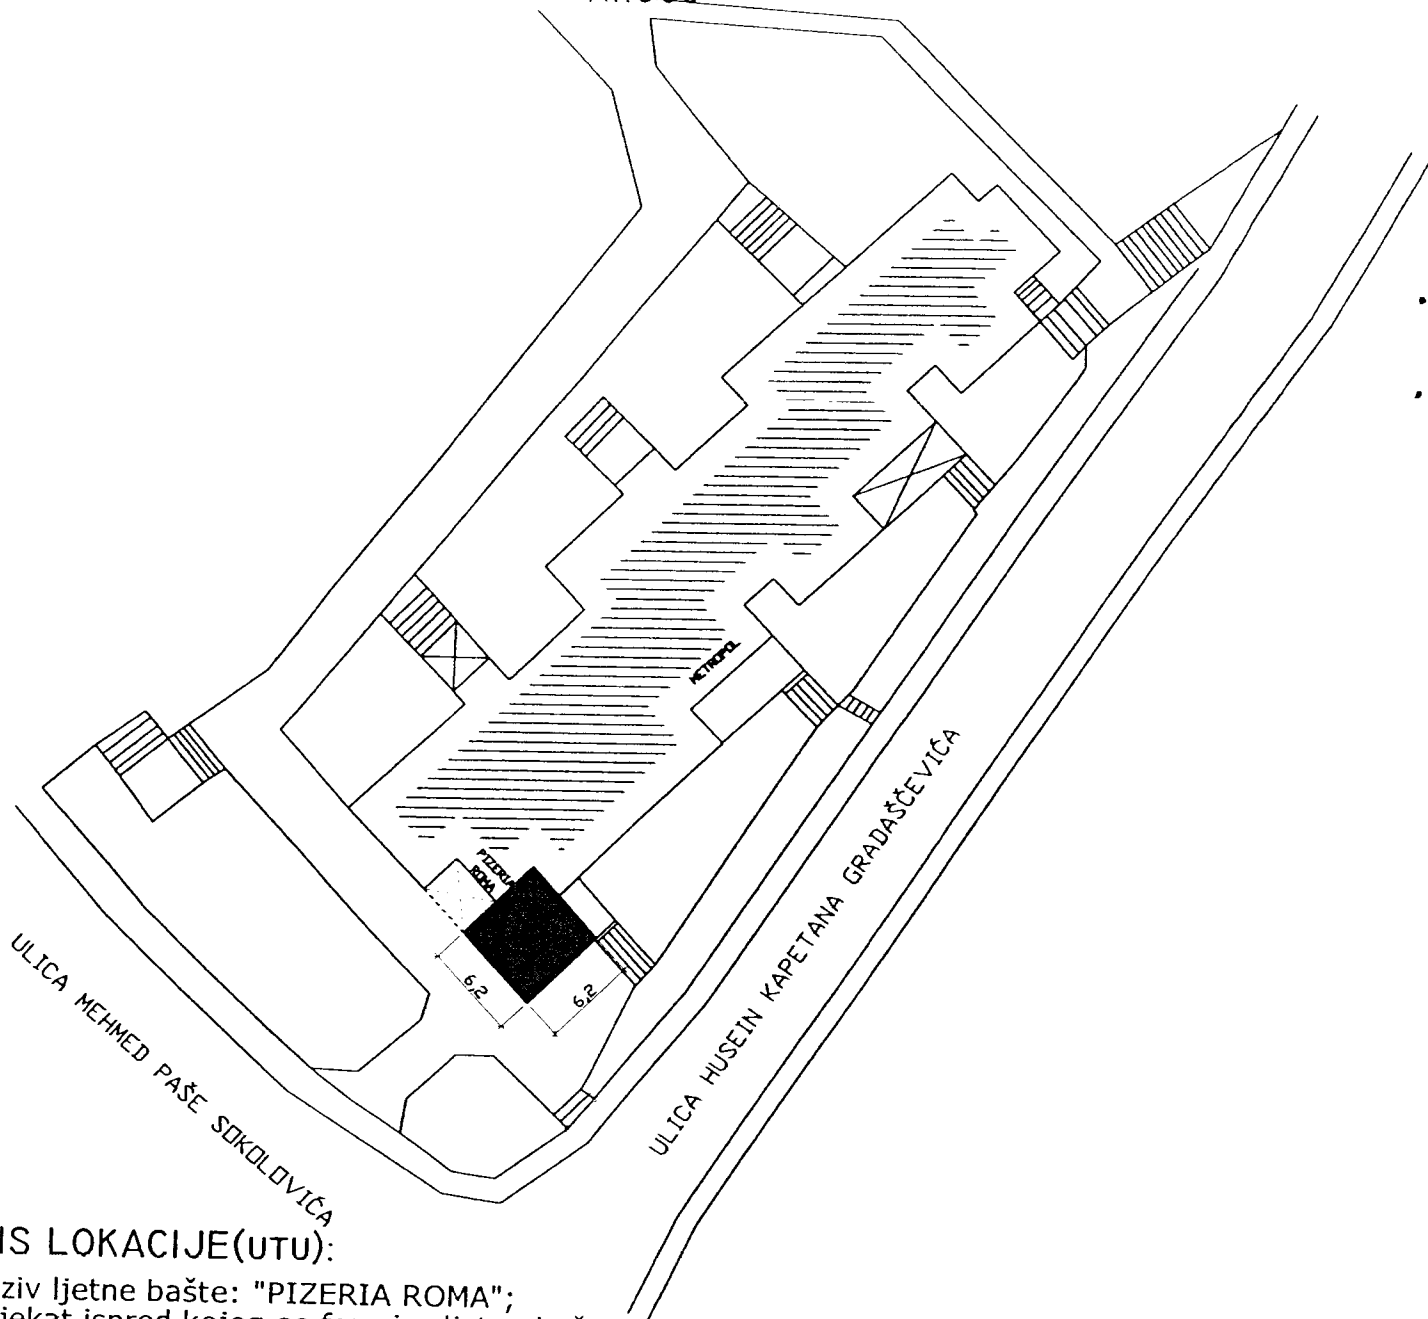 METROPOL
PIZERIA
ROMA
6,2
6,2
ULICA MEHMED PAŠE SOKOLOVIĆA
ULICA HUSEIN KAPETANA GRADAŠČEVIĆA
IS LOKACIJE(UTU):
ziv ljetne bašte: "PIZERIA ROMA";